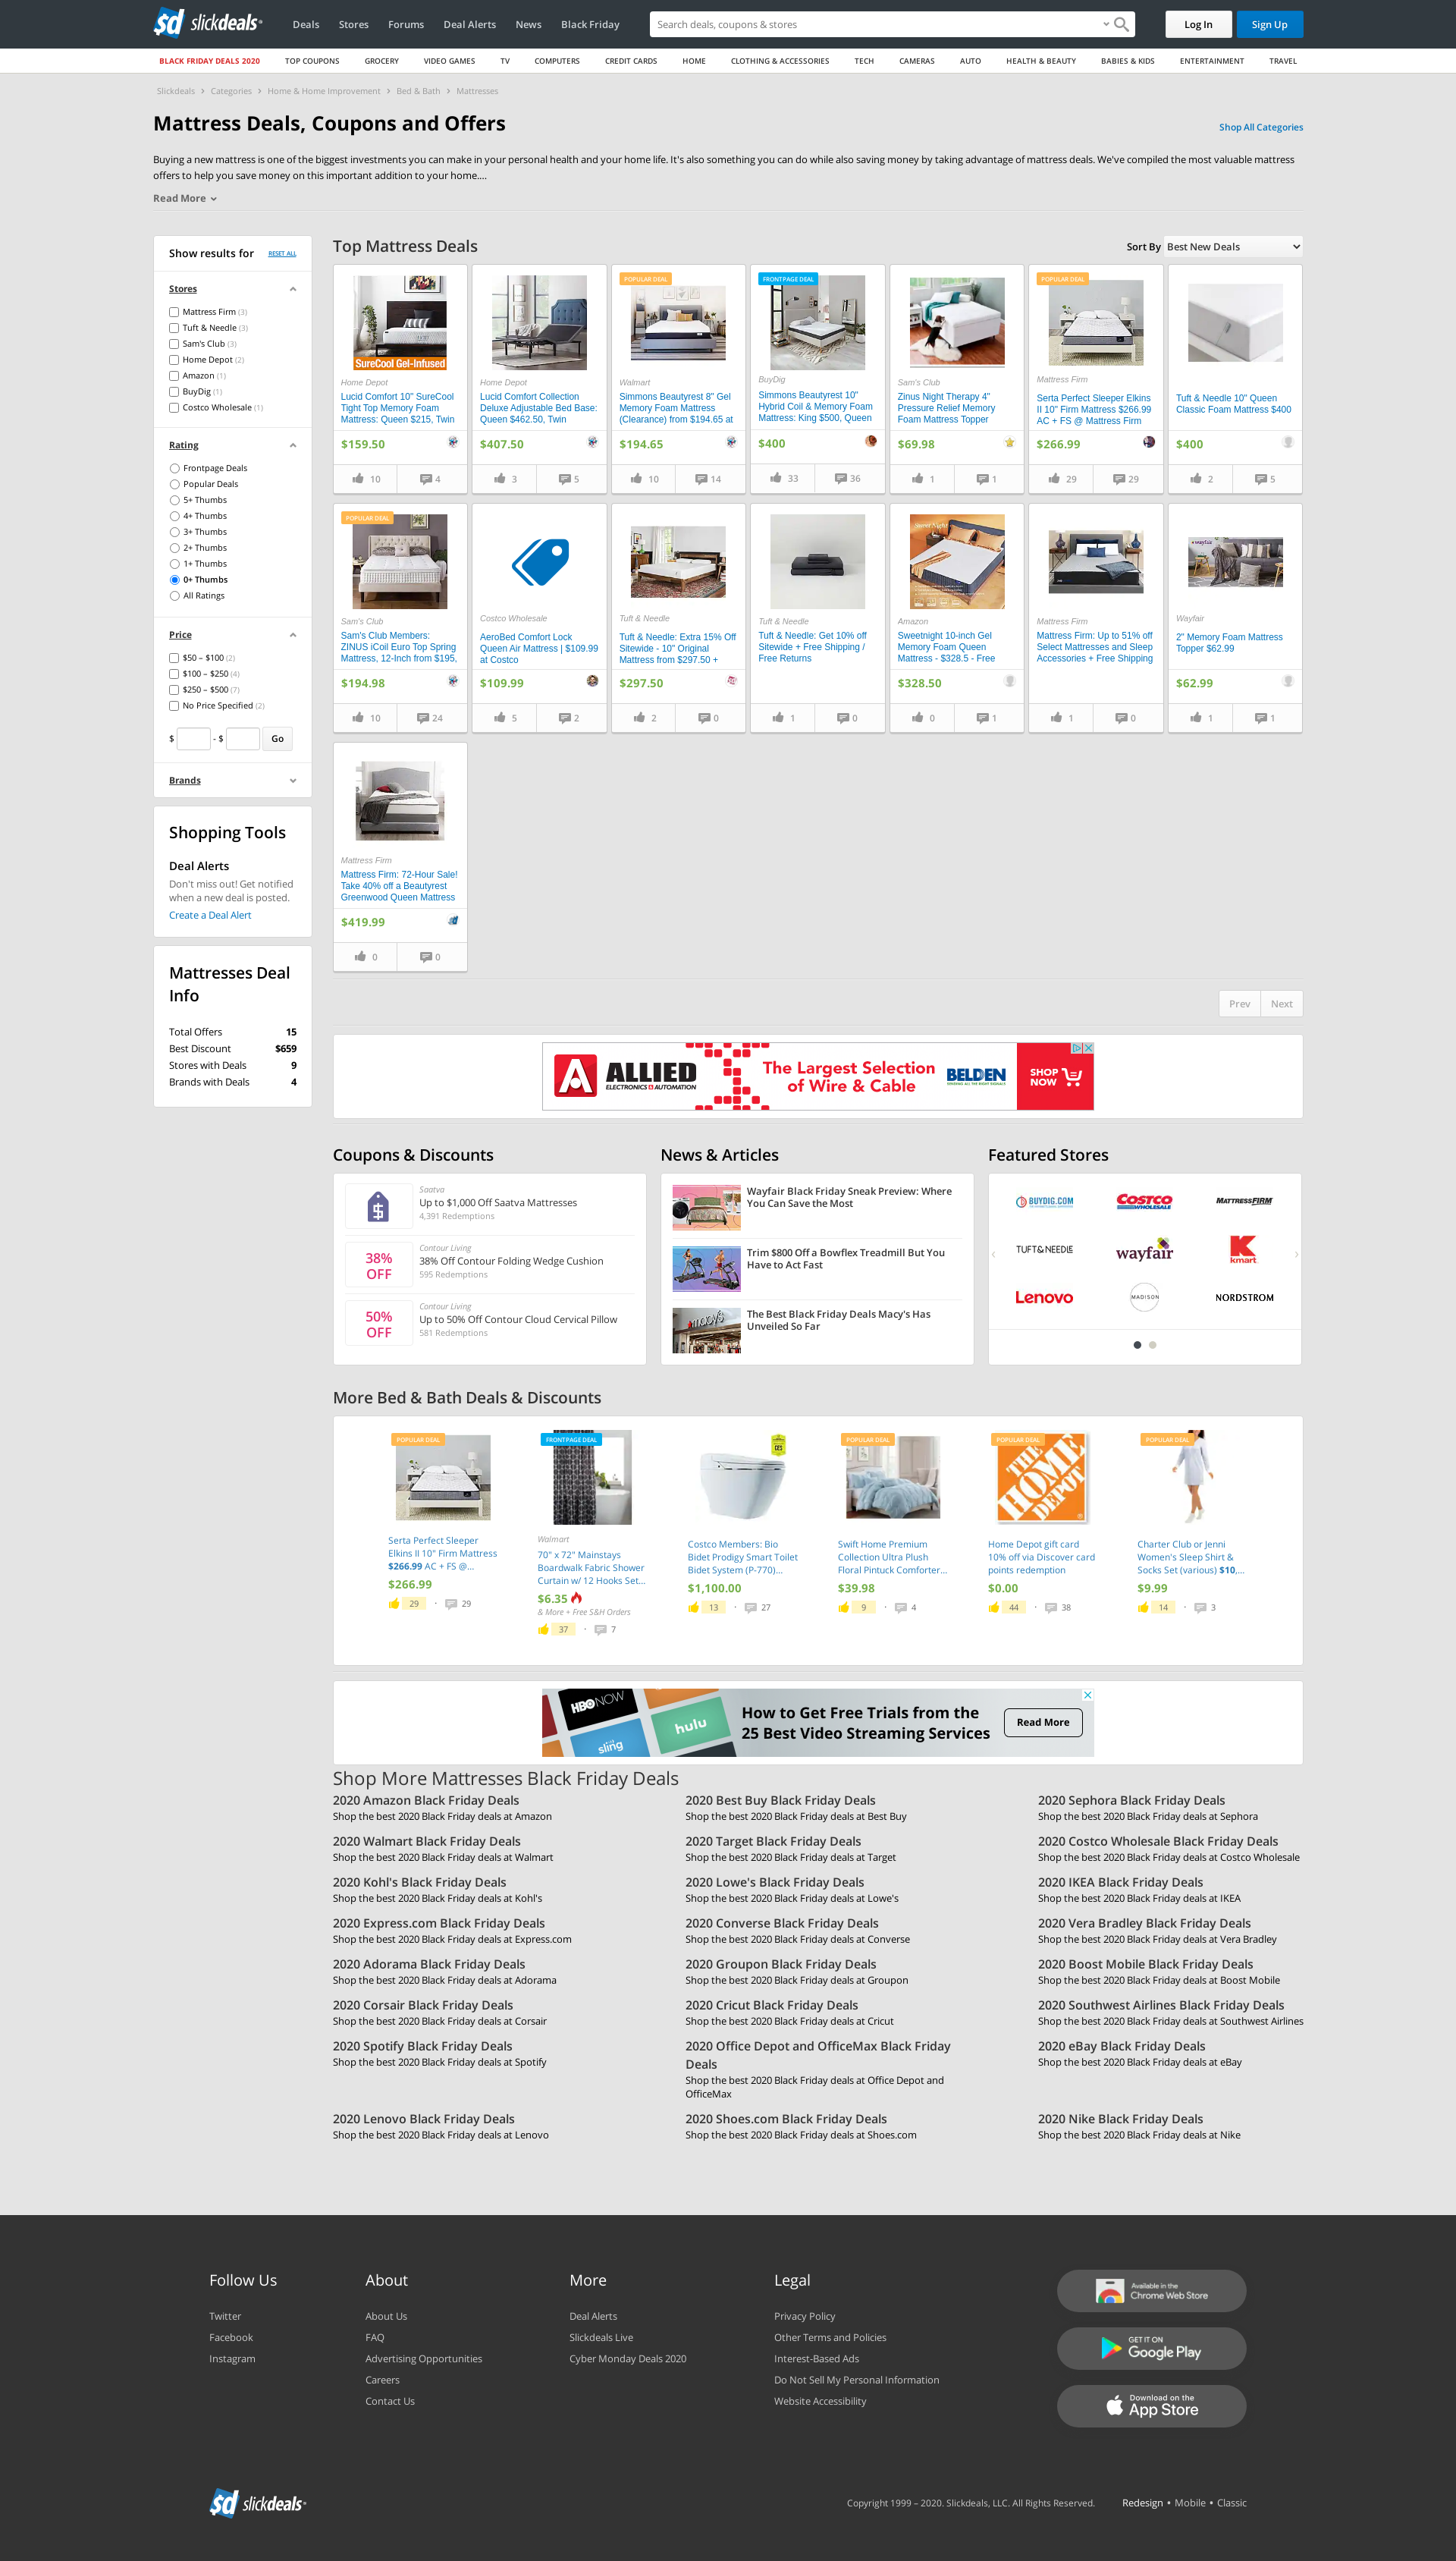 sd slickdeals
Deals Stores Forums Deal Alerts News Black Friday
Search deals, coupons & stores
Log In Sign Up
BLACK FRIDAY DEALS 2020 TOP COUPONS GROCERY VIDEO GAMES TV COMPUTERS CREDIT CARDS HOME CLOTHING & ACCESSORIES TECH CAMERAS AUTO HEALTH & BEAUTY BABIES & KIDS ENTERTAINMENT TRAVEL
Slickdeals › Categories › Home & Home Improvement › Bed & Bath › Mattresses
Mattress Deals, Coupons and Offers
Shop All Categories
Buying a new mattress is one of the biggest investments you can make in your personal health and your home life. It's also something you can do while also saving money by taking advantage of mattress deals. We've compiled the most valuable mattress
offers to help you save money on this important addition to your home....
Read More
Show results for RESET ALL
Stores
Mattress Firm (3)
Tuft & Needle (3)
Sam's Club (3)
Home Depot (2)
Amazon (1)
BuyDig (1)
Costco Wholesale (1)
Rating
Frontpage Deals
Popular Deals
5+ Thumbs
4+ Thumbs
3+ Thumbs
2+ Thumbs
1+ Thumbs
0+ Thumbs
All Ratings
Price
$50 – $100 (2)
$100 – $250 (4)
$250 – $500 (7)
No Price Specified (2)
$ - $ Go
Brands
Shopping Tools
Deal Alerts
Don't miss out! Get notified
when a new deal is posted.
Create a Deal Alert
Mattresses Deal
Info
Total Offers 15
Best Discount $659
Stores with Deals 9
Brands with Deals 4
Top Mattress Deals
Sort By Best New Deals
SureCool Gel-Infused
Home Depot
Lucid Comfort 10" SureCool
Tight Top Memory Foam
Mattress: Queen $215, Twin
$159.50
10 4
Home Depot
Lucid Comfort Collection
Deluxe Adjustable Bed Base:
Queen $462.50, Twin
$407.50
3 5
POPULAR DEAL
Walmart
Simmons Beautyrest 8" Gel
Memory Foam Mattress
(Clearance) from $194.65 at
$194.65
10 14
FRONTPAGE DEAL
BuyDig
Simmons Beautyrest 10"
Hybrid Coil & Memory Foam
Mattress: King $500, Queen
$400
33 36
Sam's Club
Zinus Night Therapy 4"
Pressure Relief Memory
Foam Mattress Topper
$69.98
1 1
POPULAR DEAL
Mattress Firm
Serta Perfect Sleeper Elkins
II 10" Firm Mattress $266.99
AC + FS @ Mattress Firm
$266.99
29 29
Tuft & Needle 10" Queen
Classic Foam Mattress $400
$400
2 5
POPULAR DEAL
Sam's Club
Sam's Club Members:
ZINUS iCoil Euro Top Spring
Mattress, 12-Inch from $195,
$194.98
10 24
Costco Wholesale
AeroBed Comfort Lock
Queen Air Mattress | $109.99
at Costco
$109.99
5 2
Tuft & Needle
Tuft & Needle: Extra 15% Off
Sitewide - 10" Original
Mattress from $297.50 +
$297.50
2 0
Tuft & Needle
Tuft & Needle: Get 10% off
Sitewide + Free Shipping /
Free Returns
1 0
Sweet Night
Amazon
Sweetnight 10-inch Gel
Memory Foam Queen
Mattress - $328.5 - Free
$328.50
0 1
Mattress Firm
Mattress Firm: Up to 51% off
Select Mattresses and Sleep
Accessories + Free Shipping
1 0
wayfair
Wayfair
2" Memory Foam Mattress
Topper $62.99
$62.99
1 1
Mattress Firm
Mattress Firm: 72-Hour Sale!
Take 40% off a Beautyrest
Greenwood Queen Mattress
$419.99
0 0
Prev Next
ALLIED
ELECTRONICS & AUTOMATION
The Largest Selection
of Wire & Cable
BELDEN
SHOP
NOW
Coupons & Discounts
Saatva
Up to $1,000 Off Saatva Mattresses
4,391 Redemptions
38%
OFF
Contour Living
38% Off Contour Folding Wedge Cushion
595 Redemptions
50%
OFF
Contour Living
Up to 50% Off Contour Cloud Cervical Pillow
581 Redemptions
News & Articles
Wayfair Black Friday Sneak Preview: Where
You Can Save the Most
Trim $800 Off a Bowflex Treadmill But You
Have to Act Fast
macy's
The Best Black Friday Deals Macy's Has
Unveiled So Far
Featured Stores
BUYDIG.COM COSTCO WHOLESALE MATTRESS FIRM
TUFT&NEEDLE wayfair kmart
Lenovo MADISON NORDSTROM
More Bed & Bath Deals & Discounts
POPULAR DEAL
Serta Perfect Sleeper
Elkins II 10" Firm Mattress
$266.99 AC + FS @...
$266.99
29 · 29
FRONTPAGE DEAL
Walmart
70" x 72" Mainstays
Boardwalk Fabric Shower
Curtain w/ 12 Hooks Set...
$6.35
& More + Free S&H Orders
37 · 7
Costco Members: Bio
Bidet Prodigy Smart Toilet
Bidet System (P-770)...
$1,100.00
13 · 27
POPULAR DEAL
Swift Home Premium
Collection Ultra Plush
Floral Pintuck Comforter...
$39.98
9 · 4
POPULAR DEAL
THE HOME DEPOT
Home Depot gift card
10% off via Discover card
points redemption
$0.00
44 · 38
POPULAR DEAL
Charter Club or Jenni
Women's Sleep Shirt &
Socks Set (various) $10,...
$9.99
14 · 3
HBO NOW
hulu
sling
How to Get Free Trials from the
25 Best Video Streaming Services
Read More
Shop More Mattresses Black Friday Deals
2020 Amazon Black Friday Deals
Shop the best 2020 Black Friday deals at Amazon
2020 Best Buy Black Friday Deals
Shop the best 2020 Black Friday deals at Best Buy
2020 Sephora Black Friday Deals
Shop the best 2020 Black Friday deals at Sephora
2020 Walmart Black Friday Deals
Shop the best 2020 Black Friday deals at Walmart
2020 Target Black Friday Deals
Shop the best 2020 Black Friday deals at Target
2020 Costco Wholesale Black Friday Deals
Shop the best 2020 Black Friday deals at Costco Wholesale
2020 Kohl's Black Friday Deals
Shop the best 2020 Black Friday deals at Kohl's
2020 Lowe's Black Friday Deals
Shop the best 2020 Black Friday deals at Lowe's
2020 IKEA Black Friday Deals
Shop the best 2020 Black Friday deals at IKEA
2020 Express.com Black Friday Deals
Shop the best 2020 Black Friday deals at Express.com
2020 Converse Black Friday Deals
Shop the best 2020 Black Friday deals at Converse
2020 Vera Bradley Black Friday Deals
Shop the best 2020 Black Friday deals at Vera Bradley
2020 Adorama Black Friday Deals
Shop the best 2020 Black Friday deals at Adorama
2020 Groupon Black Friday Deals
Shop the best 2020 Black Friday deals at Groupon
2020 Boost Mobile Black Friday Deals
Shop the best 2020 Black Friday deals at Boost Mobile
2020 Corsair Black Friday Deals
Shop the best 2020 Black Friday deals at Corsair
2020 Cricut Black Friday Deals
Shop the best 2020 Black Friday deals at Cricut
2020 Southwest Airlines Black Friday Deals
Shop the best 2020 Black Friday deals at Southwest Airlines
2020 Spotify Black Friday Deals
Shop the best 2020 Black Friday deals at Spotify
2020 Office Depot and OfficeMax Black Friday
Deals
Shop the best 2020 Black Friday deals at Office Depot and
OfficeMax
2020 eBay Black Friday Deals
Shop the best 2020 Black Friday deals at eBay
2020 Lenovo Black Friday Deals
Shop the best 2020 Black Friday deals at Lenovo
2020 Shoes.com Black Friday Deals
Shop the best 2020 Black Friday deals at Shoes.com
2020 Nike Black Friday Deals
Shop the best 2020 Black Friday deals at Nike
Follow Us
Twitter
Facebook
Instagram
About
About Us
FAQ
Advertising Opportunities
Careers
Contact Us
More
Deal Alerts
Slickdeals Live
Cyber Monday Deals 2020
Legal
Privacy Policy
Other Terms and Policies
Interest-Based Ads
Do Not Sell My Personal Information
Website Accessibility
Available in the
Chrome Web Store
GET IT ON
Google Play
Download on the
App Store
sd slickdeals
Copyright 1999 – 2020. Slickdeals, LLC. All Rights Reserved.
Redesign • Mobile • Classic